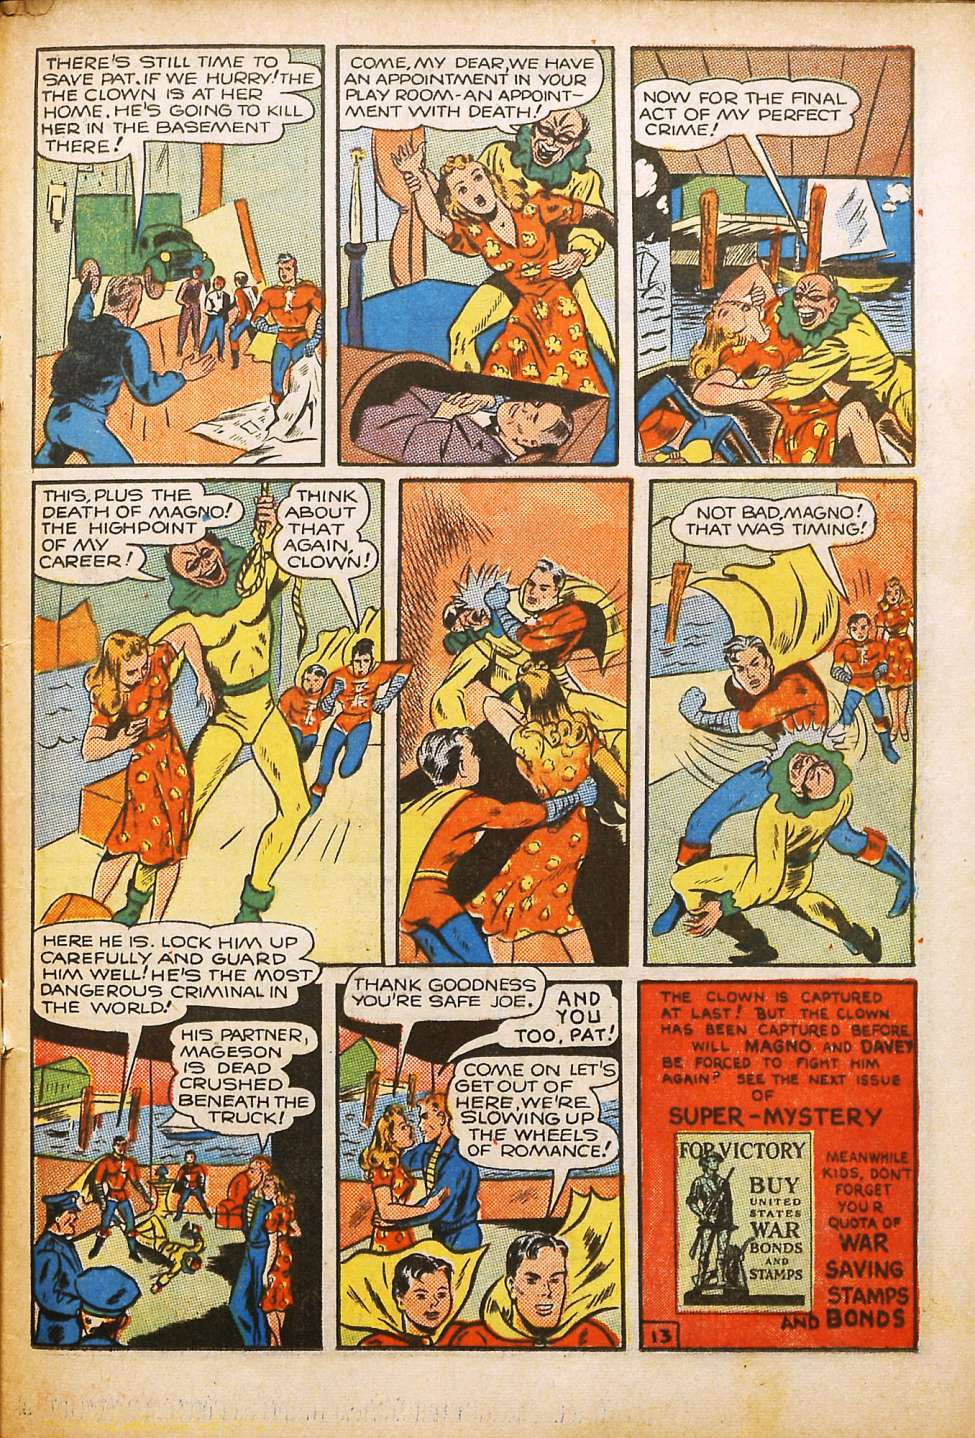 THERE'S STILL TIME TO
SAVE PAT, IF WE HURRY! THE
THE CLOWN IS AT HER
HOME, HE'S GOING TO KILL
HER IN THE BASEMENT
THERE!
COME, MY DEAR, WE HAVE
AN APPOINTMENT IN YOUR
PLAY ROOM-AN APPOINT-
MENT WITH DEATH!
NOW FOR THE FINAL
ACT OF MY PERFECT
CRIME!
THIS, PLUS THE
DEATH OF MAGNO!
THE HIGHPOINT
OF MY
CAREER!
THINK
ABOUT
THAT
AGAIN,
CLOWN!
NOT BAD, MAGNO!
THAT WAS TIMING!
HERE HE IS. LOCK HIM UP
CAREFULLY AND GUARD
HIM WELL! HE'S THE MOST
DANGEROUS CRIMINAL IN
THE WORLD!
HIS PARTNER,
MAGESON
IS DEAD
CRUSHED
BENEATH THE
TRUCK!
THANK GOODNESS
YOU'RE SAFE JOE.
AND
YOU
TOO, PAT!
COME ON LET'S
GET OUT OF
HERE, WE'RE
SLOWING UP
THE WHEELS
OF ROMANCE!
THE CLOWN IS CAPTURED
AT LAST! BUT THE CLOWN
HAS BEEN CAPTURED BEFORE
WILL MAGNO AND DAVEY
BE FORCED TO FIGHT HIM
AGAIN? SEE THE NEXT ISSUE
OF
SUPER-MYSTERY
FOR VICTORY
BUY
UNITED
STATES
WAR
BONDS
AND
STAMPS
MEANWHILE
KIDS, DON'T
FORGET
YOUR
QUOTA OF
WAR
SAVING
STAMPS
AND BONDS
13